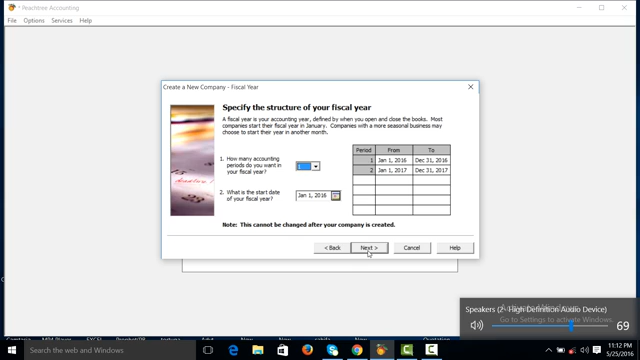 Peachtree Accounting
File Options Services Help
Create a New Company - Fiscal Year
Specify the structure of your fiscal year
A fiscal year is your accounting year, defined by when you open and close the books. Most
companies start their fiscal year in January. Companies with a more seasonal business may
choose to start their year in another month.
1. How many accounting
periods do you want in
your fiscal year?
1
2. What is the start date
of your fiscal year?
Jan 1, 2016
Period From To
1 Jan 1, 2016 Dec 31, 2016
2 Jan 1, 2017 Dec 31, 2017
Note: This cannot be changed after your company is created.
< Back Next > Cancel Help
Speakers (2- High Definition Audio Device)
Go to Settings to activate Windows.
69
Search the web and Windows
11:12 PM
5/25/2016